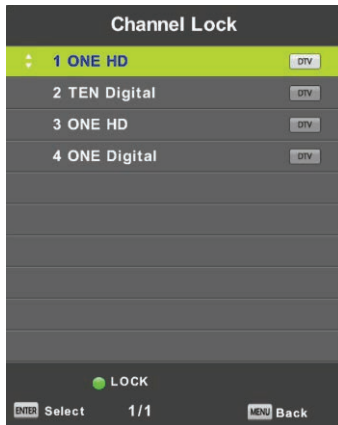 Channel Lock
1 ONE HD DTV
2 TEN Digital DTV
3 ONE HD DTV
4 ONE Digital DTV
LOCK
ENTER Select 1/1 MENU Back